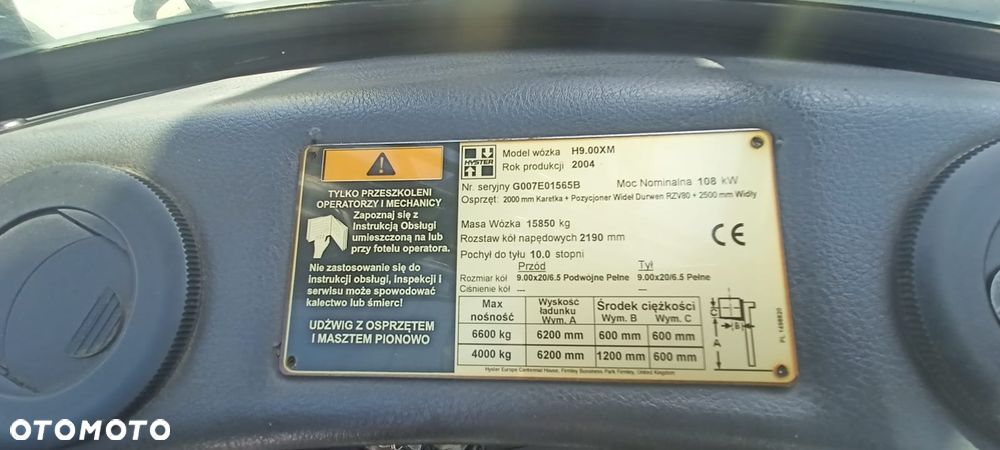 TYLKO PRZESZKOLENI
OPERATORZY I MECHANICY
Zapoznaj się z
Instrukcją Obsługi
umieszczoną na lub
przy fotelu operatora.
Nie zastosowanie się do
instrukcji obsługi, inspekcji i
serwisu może spowodować
kalectwo lub śmierć!
UDŹWIG Z OSPRZĘTEM
I MASZTEM PIONOWO
HYSTER
Model wózka H9.00XM
Rok produkcji 2004
Nr. seryjny G007E01565B Moc Nominalna 108 kW
Osprzęt: 2000 mm Karetka + Pozycjoner Wideł Durwen RZV80 + 2500 mm Widły
Masa Wózka 15850 kg
Rozstaw kół napędowych 2190 mm
Pochył do tyłu 10.0 stopni
CE
Przód Tył
Rozmiar kół 9.00x20/6.5 Podwójne Pełne 9.00x20/6.5 Pełne
Ciśnienie kół --- ---
Max nośność Wyskość ładunku Wym. A Środek ciężkości Wym. B Wym. C
6600 kg 6200 mm 600 mm 600 mm
4000 kg 6200 mm 1200 mm 600 mm
C
B
A
PL 1498820
Hyster Europe Centennial House, Frimley Bunsiness Park Frimley, United Kingdom
OTOMOTO